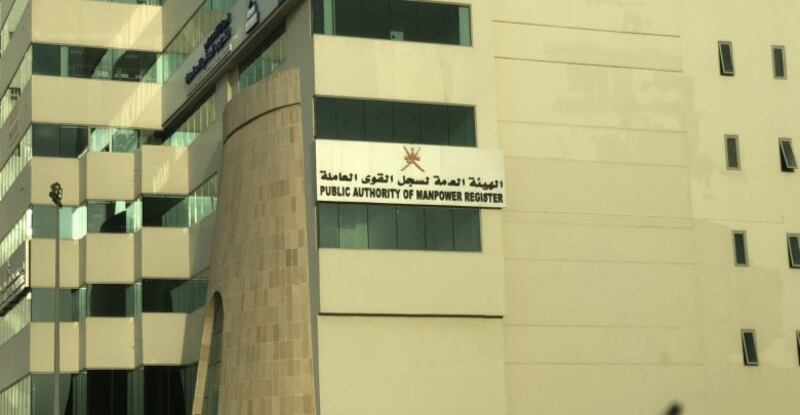 الهيئة العامة لسجل القوى العاملة
PUBLIC AUTHORITY OF MANPOWER REGISTER